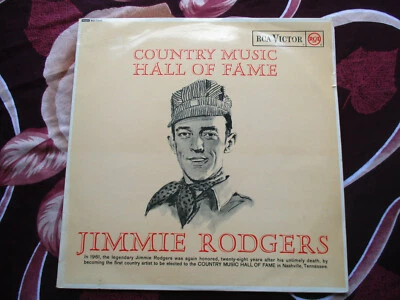 RCA VICTOR
RCA
COUNTRY MUSIC
HALL OF FAME
JIMMIE RODGERS
In 1961, the legendary Jimmie Rodgers was again honored, twenty-eight years after his untimely death, by
becoming the first country artist to be elected to the COUNTRY MUSIC HALL OF FAME in Nashville, Tennessee.